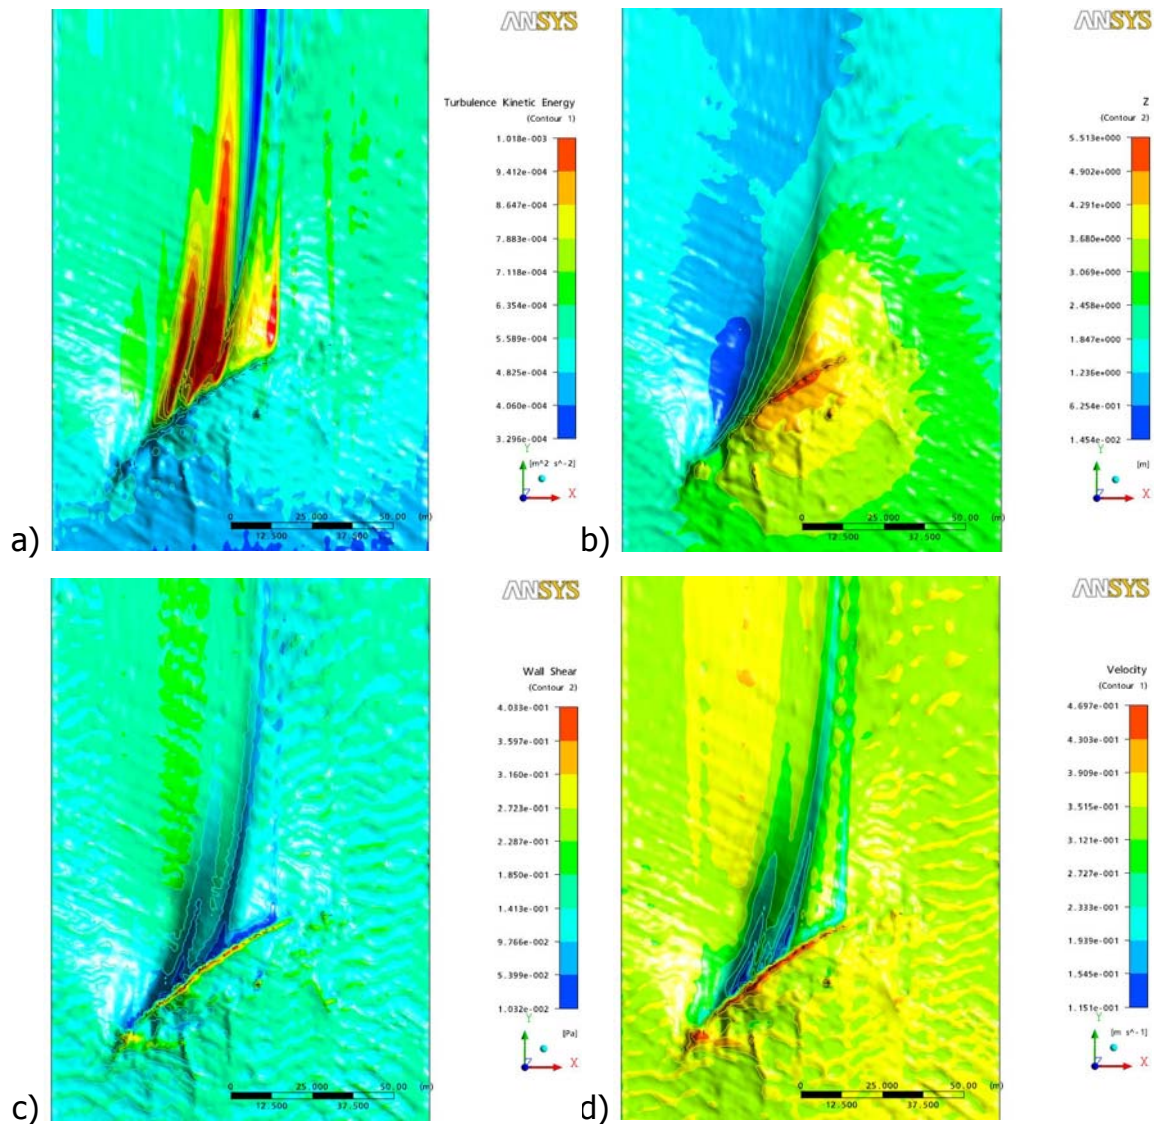 ANSYS
Turbulence Kinetic Energy
(Contour 1)
1.018e-003
9.412e-004
8.647e-004
7.883e-004
7.118e-004
6.354e-004
5.589e-004
4.825e-004
4.060e-004
3.296e-004
[m^2 s^-2]
Y
Z
X
0 25.000 50.00 (m)
12.500 37.500
a)
ANSYS
Z
(Contour 2)
5.513e+000
4.902e+000
4.291e+000
3.680e+000
3.069e+000
2.458e+000
1.847e+000
1.236e+000
6.254e-001
1.454e-002
[m]
Y
Z
X
0 25.000 50.00 (m)
12.500 37.500
b)
ANSYS
Wall Shear
(Contour 2)
4.033e-001
3.597e-001
3.160e-001
2.723e-001
2.287e-001
1.850e-001
1.413e-001
9.766e-002
5.399e-002
1.032e-002
[Pa]
Y
Z
X
0 25.000 50.00 (m)
12.500 37.500
c)
ANSYS
Velocity
(Contour 1)
4.697e-001
4.303e-001
3.909e-001
3.515e-001
3.121e-001
2.727e-001
2.333e-001
1.939e-001
1.545e-001
1.151e-001
[m s^-1]
Y
Z
X
0 25.000 50.00 (m)
12.500 37.500
d)